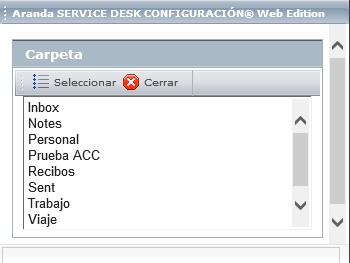 Aranda SERVICE DESK CONFIGURACIÓN® Web Edition
Carpeta
Seleccionar Cerrar
Inbox
Notes
Personal
Prueba ACC
Recibos
Sent
Trabajo
Viaje